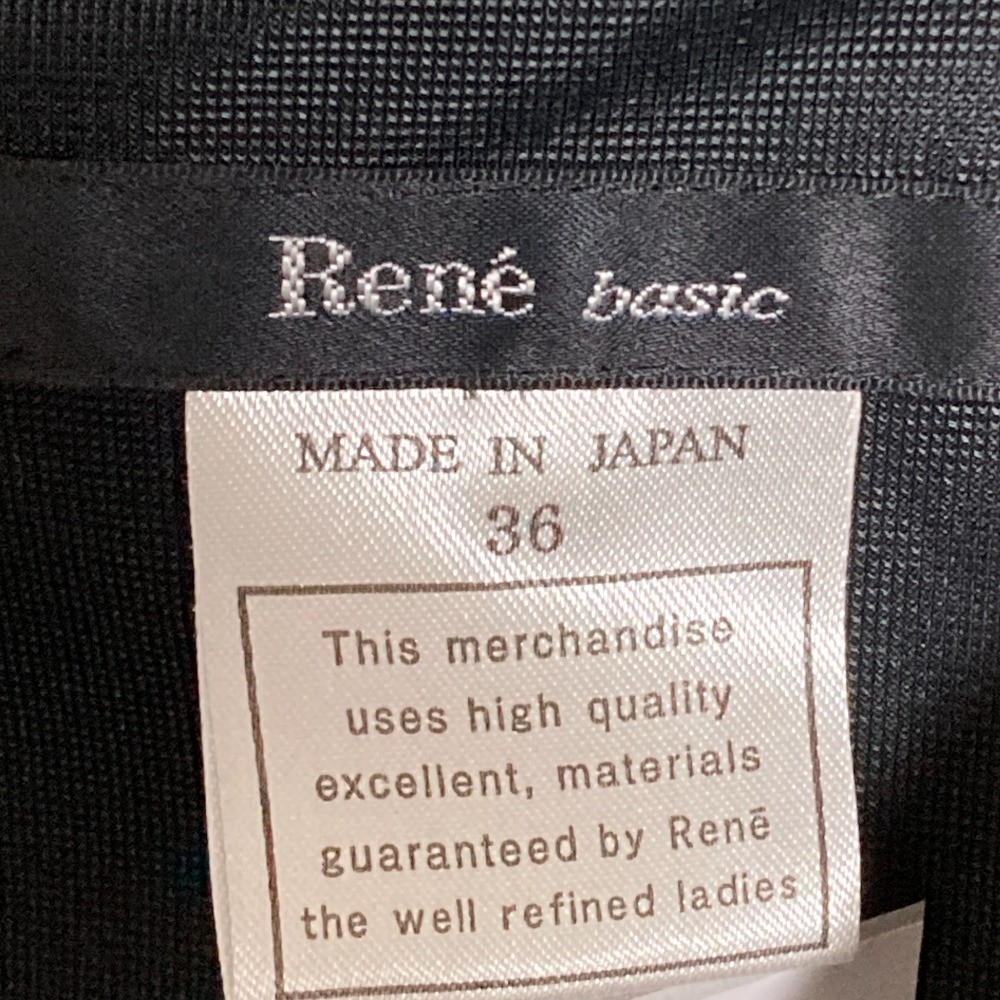 René basic
MADE IN JAPAN
36
This merchandise
uses high quality
excellent, materials
guaranteed by Renē
the well refined ladies